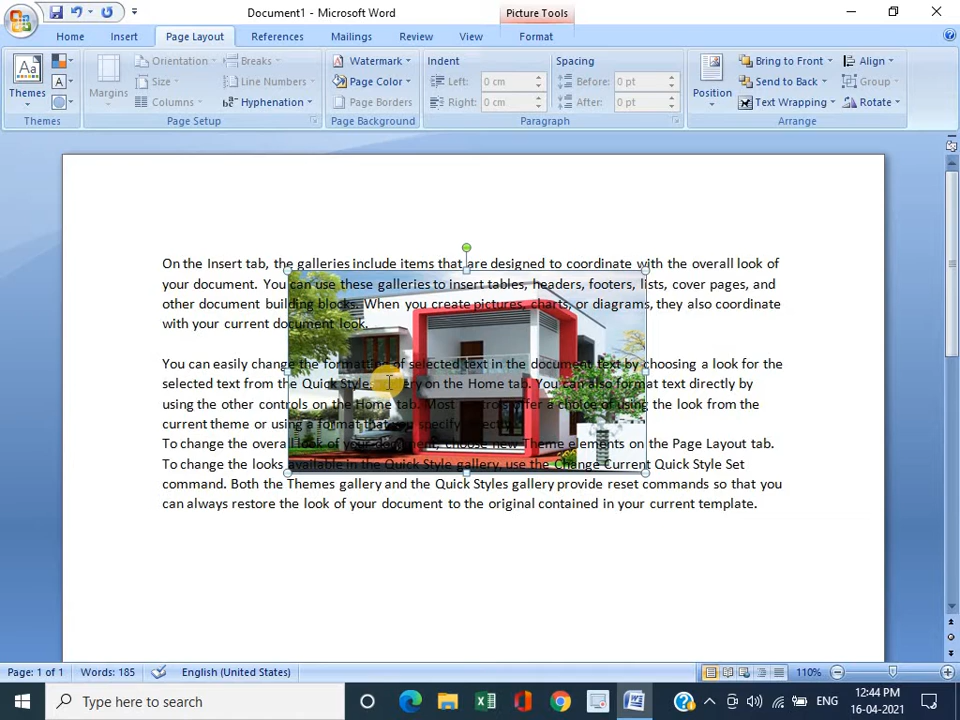 Document1 - Microsoft Word
Picture Tools
Home Insert Page Layout References Mailings Review View Format
Themes
Themes
Margins
Orientation
Size
Columns
Breaks
Line Numbers
Hyphenation
Page Setup
Watermark
Page Color
Page Borders
Page Background
Indent
Left: 0 cm
Right: 0 cm
Spacing
Before: 0 pt
After: 0 pt
Paragraph
Position
Bring to Front
Send to Back
Text Wrapping
Align
Group
Rotate
Arrange
On the Insert tab, the galleries include items that are designed to coordinate with the overall look of
your document. You can use these galleries to insert tables, headers, footers, lists, cover pages, and
other document building blocks. When you create pictures, charts, or diagrams, they also coordinate
with your current document look.
You can easily change the formatting of selected text in the document text by choosing a look for the
selected text from the Quick Styles on the Home tab. You can also format text directly by
using the other controls on the Home tab. Most controls offer a choice of using the look from the
current theme or using a format that you specify directly.
To change the overall look of your document, choose new Theme elements on the Page Layout tab.
To change the looks available in the Quick Style gallery, use the Change Current Quick Style Set
command. Both the Themes gallery and the Quick Styles gallery provide reset commands so that you
can always restore the look of your document to the original contained in your current template.
Page: 1 of 1
Words: 185
English (United States)
110%
Type here to search
ENG
12:44 PM
16-04-2021